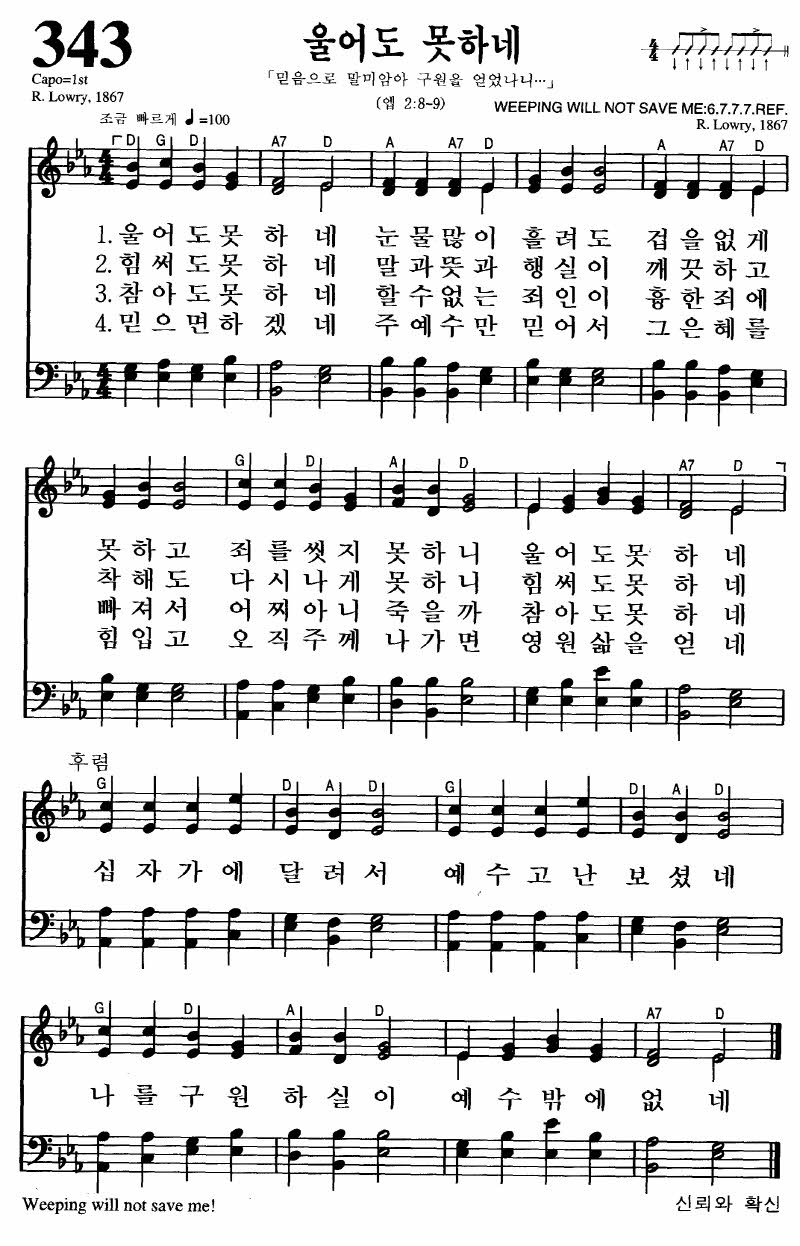 343
울어도 못하네
Capo=1st
「믿음으로 말미암아 구원을 얻었나니…」
R. Lowry, 1867
(엡 2:8~9)
WEEPING WILL NOT SAVE ME:6.7.7.7.REF.
조금 빠르게 ♩=100
R. Lowry, 1867
D G D A7 D A A7 D G D A A7 D
4/4
1. 울어도못 하 네 눈물많이 흘려도 겁을없게
2. 힘써도못 하 네 말과뜻과 행실이 깨끗하고
3. 참아도못 하 네 할수없는 죄인이 흉한죄에
4. 믿으면하 겠 네 주예수만 믿어서 그은혜를
G D A D A7 D
못하고 죄를씻지 못하니 울어도못 하 네
착해도 다시나게 못하니 힘써도못 하 네
빠져서 어찌아니 죽을까 참아도못 하 네
힘입고 오직주께 나가면 영원삶을 얻 네
후렴
G D A D G D A D
십자가에 달려서 예수고난 보셨네
G D A D A7 D
나를구원 하실이 예수밖에 없 네
Weeping will not save me!
신뢰와 확신